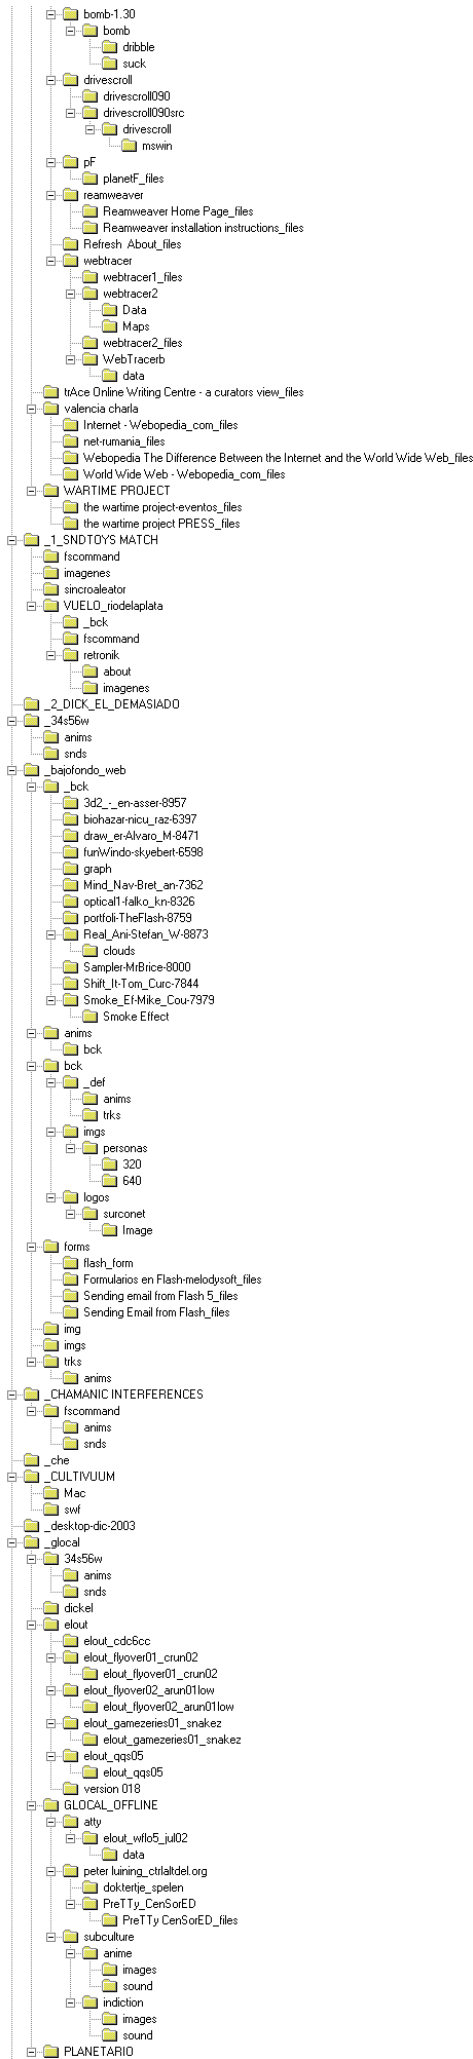 bomb-1.30
bomb
dribble
suck
drivescroll
drivescroll090
drivescroll090src
drivescroll
mswin
pF
planetF_files
reamweaver
Reamweaver Home Page_files
Reamweaver installation instructions_files
Refresh About_files
webtracer
webtracer1_files
webtracer2
Data
Maps
webtracer2_files
WebTracerb
data
trAce Online Writing Centre - a curators view_files
valencia charla
Internet - Webopedia_com_files
net-rumania_files
Webopedia The Difference Between the Internet and the World Wide Web_files
World Wide Web - Webopedia_com_files
WARTIME PROJECT
the wartime project-eventos_files
the wartime project PRESS_files
_1_SNDTOYS MATCH
fscommand
imagenes
sincroaleator
VUELO_riodelaplata
_bck
fscommand
retronik
about
imagenes
_2_DICK_EL_DEMASIADO
_34s56w
anims
snds
_bajofondo_web
_bck
3d2_-_en-asser-8957
biohazar-nicu_raz-6397
draw_er-Alvaro_M-8471
funWindo-skyebert-6598
graph
Mind_Nav-Bret_an-7362
optical1-falko_kn-8326
portfoli-TheFlash-8759
Real_Ani-Stefan_W-8873
clouds
Sampler-MrBrice-8000
Shift_It-Tom_Curc-7844
Smoke_Ef-Mike_Cou-7979
Smoke Effect
anims
bck
bck
_def
anims
trks
imgs
personas
320
640
logos
surconet
Image
forms
flash_form
Formularios en Flash-melodysoft_files
Sending email from Flash 5_files
Sending Email from Flash_files
img
imgs
trks
anims
_CHAMANIC INTERFERENCES
fscommand
anims
snds
_che
_CULTIVUUM
Mac
swf
_desktop-dic-2003
_glocal
34s56w
anims
snds
dickel
elout
elout_cdc6cc
elout_flyover01_crun02
elout_flyover01_crun02
elout_flyover02_arun01low
elout_flyover02_arun01low
elout_gamezeries01_snakez
elout_gamezeries01_snakez
elout_qqs05
elout_qqs05
version 018
GLOCAL_OFFLINE
atty
elout_wflo5_jul02
data
peter luining_ctrlaltdel.org
doktertje_spelen
PreTTy_CenSorED
PreTTy CenSorED_files
subculture
anime
images
sound
indiction
images
sound
PLANETARIO